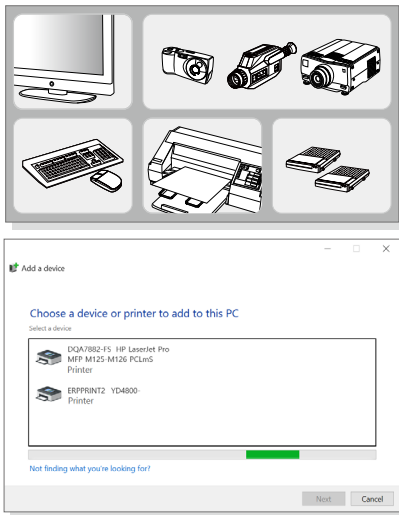 Add a device
Choose a device or printer to add to this PC
Select a device
DQA7882-F5 HP LaserJet Pro
MFP M125-M126 PCLmS
Printer
ERPPRINT2 YD4800-
Printer
Not finding what you're looking for?
Next Cancel